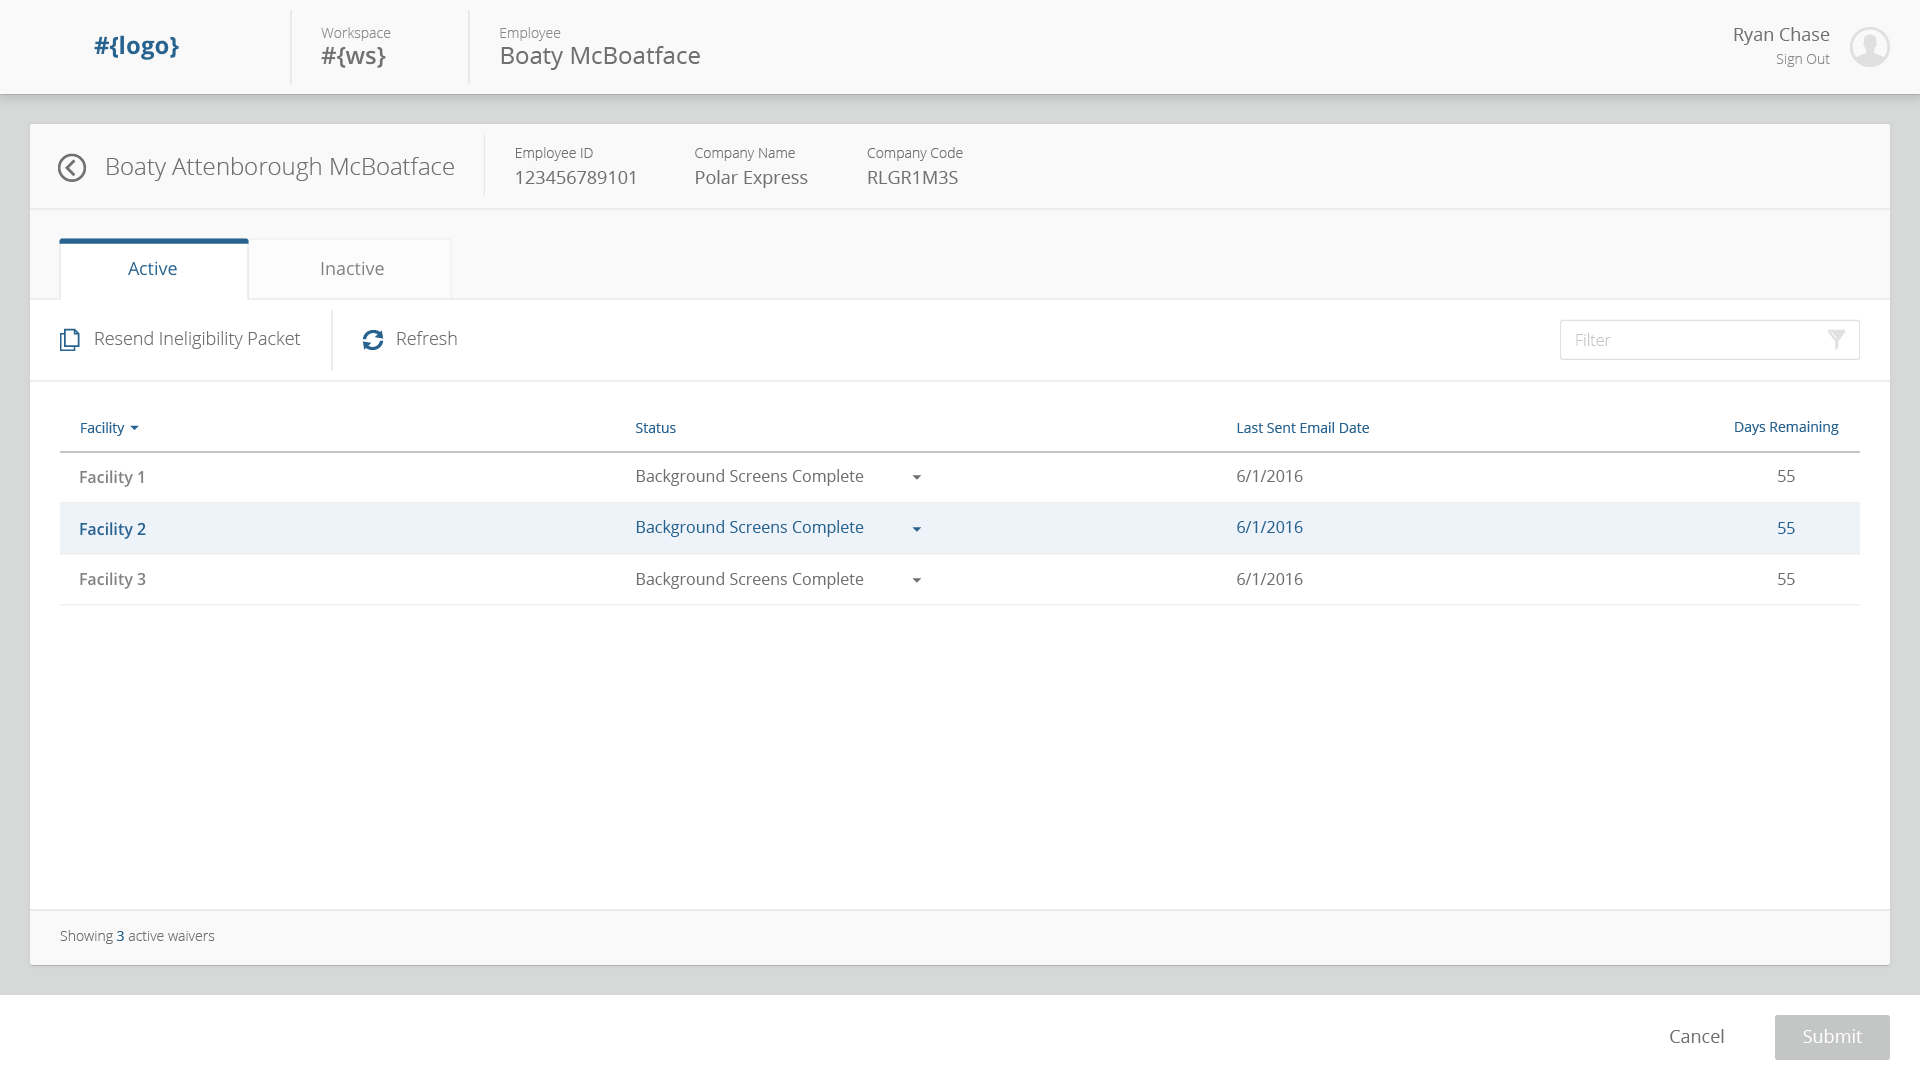 #{logo}
Workspace
#{ws}
Employee
Boaty McBoatface
Ryan Chase
Sign Out
Boaty Attenborough McBoatface
Employee ID
123456789101
Company Name
Polar Express
Company Code
RLGR1M3S
Active
Inactive
Resend Ineligibility Packet
Refresh
Filter
Facility Status Last Sent Email Date Days Remaining
Facility 1 Background Screens Complete 6/1/2016 55
Facility 2 Background Screens Complete 6/1/2016 55
Facility 3 Background Screens Complete 6/1/2016 55
Showing 3 active waivers
Cancel
Submit